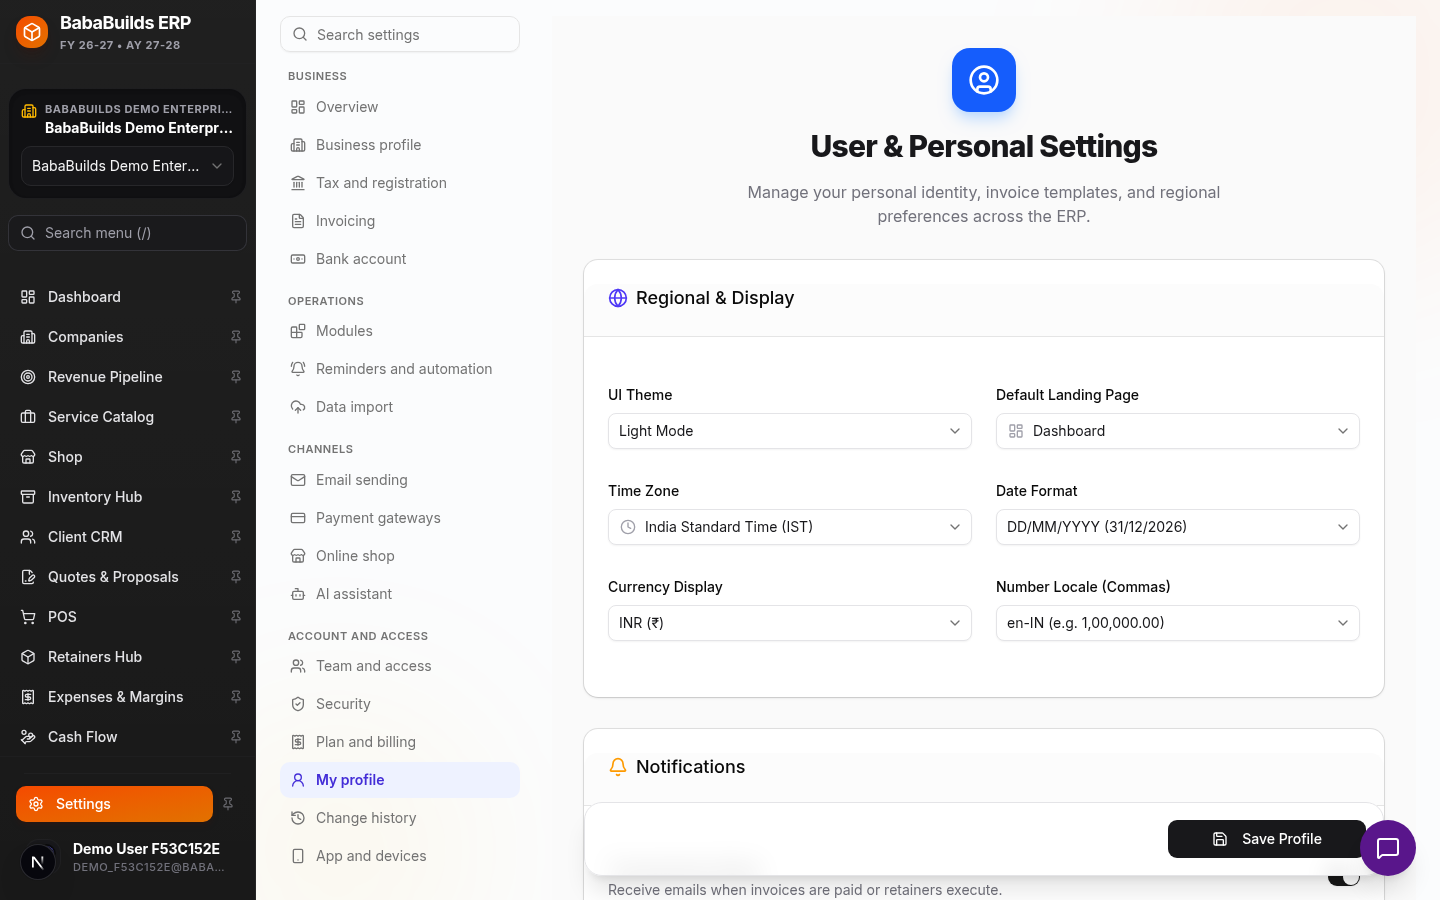 BabaBuilds ERP
FY 26-27 • AY 27-28
BABABUILDS DEMO ENTERPRI...
BabaBuilds Demo Enterpr...
BabaBuilds Demo Enter...
Search menu (/)
Dashboard
Companies
Revenue Pipeline
Service Catalog
Shop
Inventory Hub
Client CRM
Quotes & Proposals
POS
Retainers Hub
Expenses & Margins
Cash Flow
Settings
N
Demo User F53C152E
DEMO_F53C152E@BABA...
Search settings
BUSINESS
Overview
Business profile
Tax and registration
Invoicing
Bank account
OPERATIONS
Modules
Reminders and automation
Data import
CHANNELS
Email sending
Payment gateways
Online shop
AI assistant
ACCOUNT AND ACCESS
Team and access
Security
Plan and billing
My profile
Change history
App and devices
User & Personal Settings
Manage your personal identity, invoice templates, and regional
preferences across the ERP.
Regional & Display
UI Theme
Light Mode
Default Landing Page
Dashboard
Time Zone
India Standard Time (IST)
Date Format
DD/MM/YYYY (31/12/2026)
Currency Display
INR (₹)
Number Locale (Commas)
en-IN (e.g. 1,00,000.00)
Notifications
Save Profile
Receive emails when invoices are paid or retainers execute.